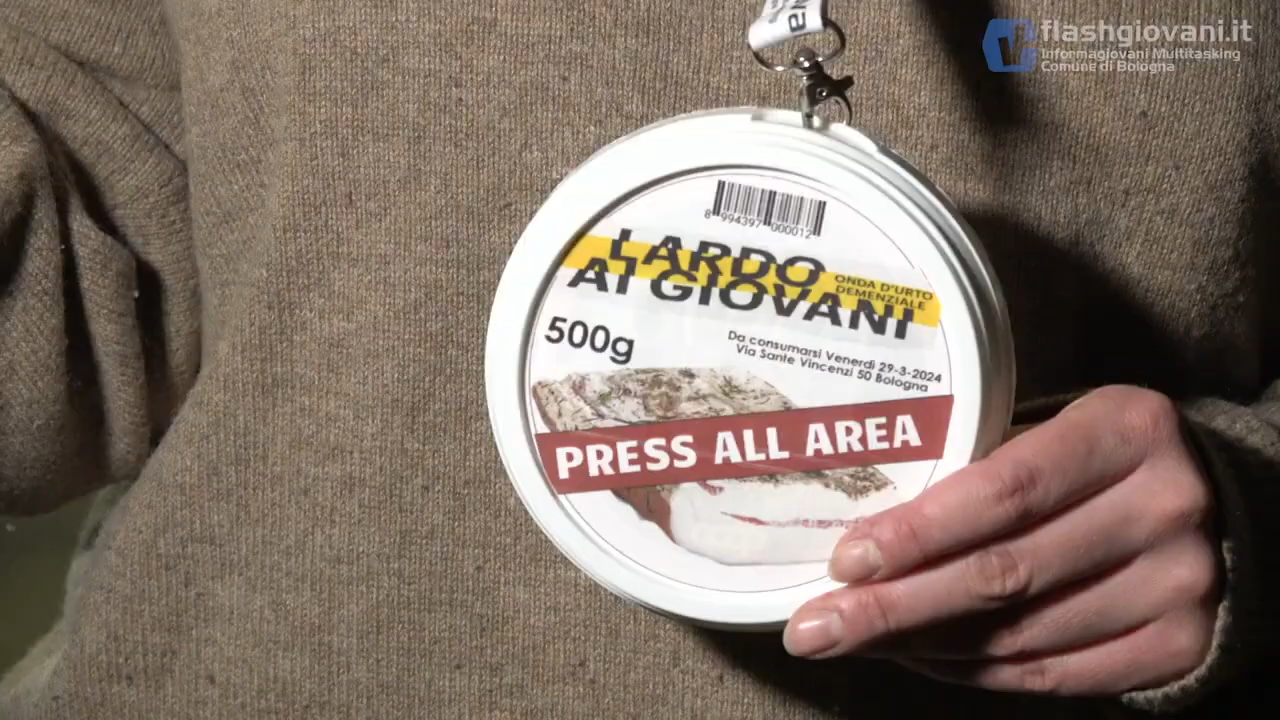 flashgiovani.it
Informagiovani Multitasking
Comune di Bologna
8 994397 000012
LARDO
AI GIOVANI
ONDA D'URTO
DEMENZIALE
500g
Da consumarsi Venerdì 29-3-2024
Via Sante Vincenzi 50 Bologna
PRESS ALL AREA